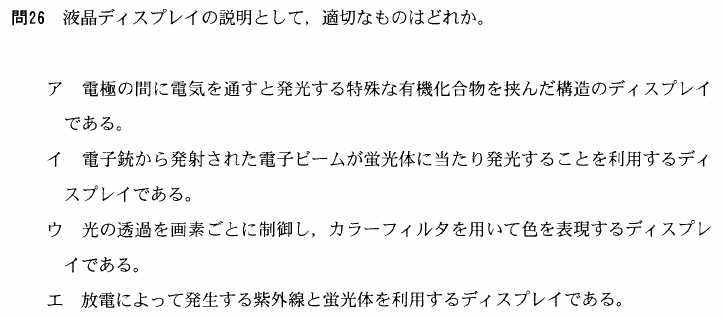 問26 液晶ディスプレイの説明として，適切なものはどれか。
ア 電極の間に電気を通すと発光する特殊な有機化合物を挟んだ構造のディスプレイ
である。
イ 電子銃から発射された電子ビームが蛍光体に当たり発光することを利用するディ
スプレイである。
ウ 光の透過を画素ごとに制御し，カラーフィルタを用いて色を表現するディスプレ
イである。
エ 放電によって発生する紫外線と蛍光体を利用するディスプレイである。